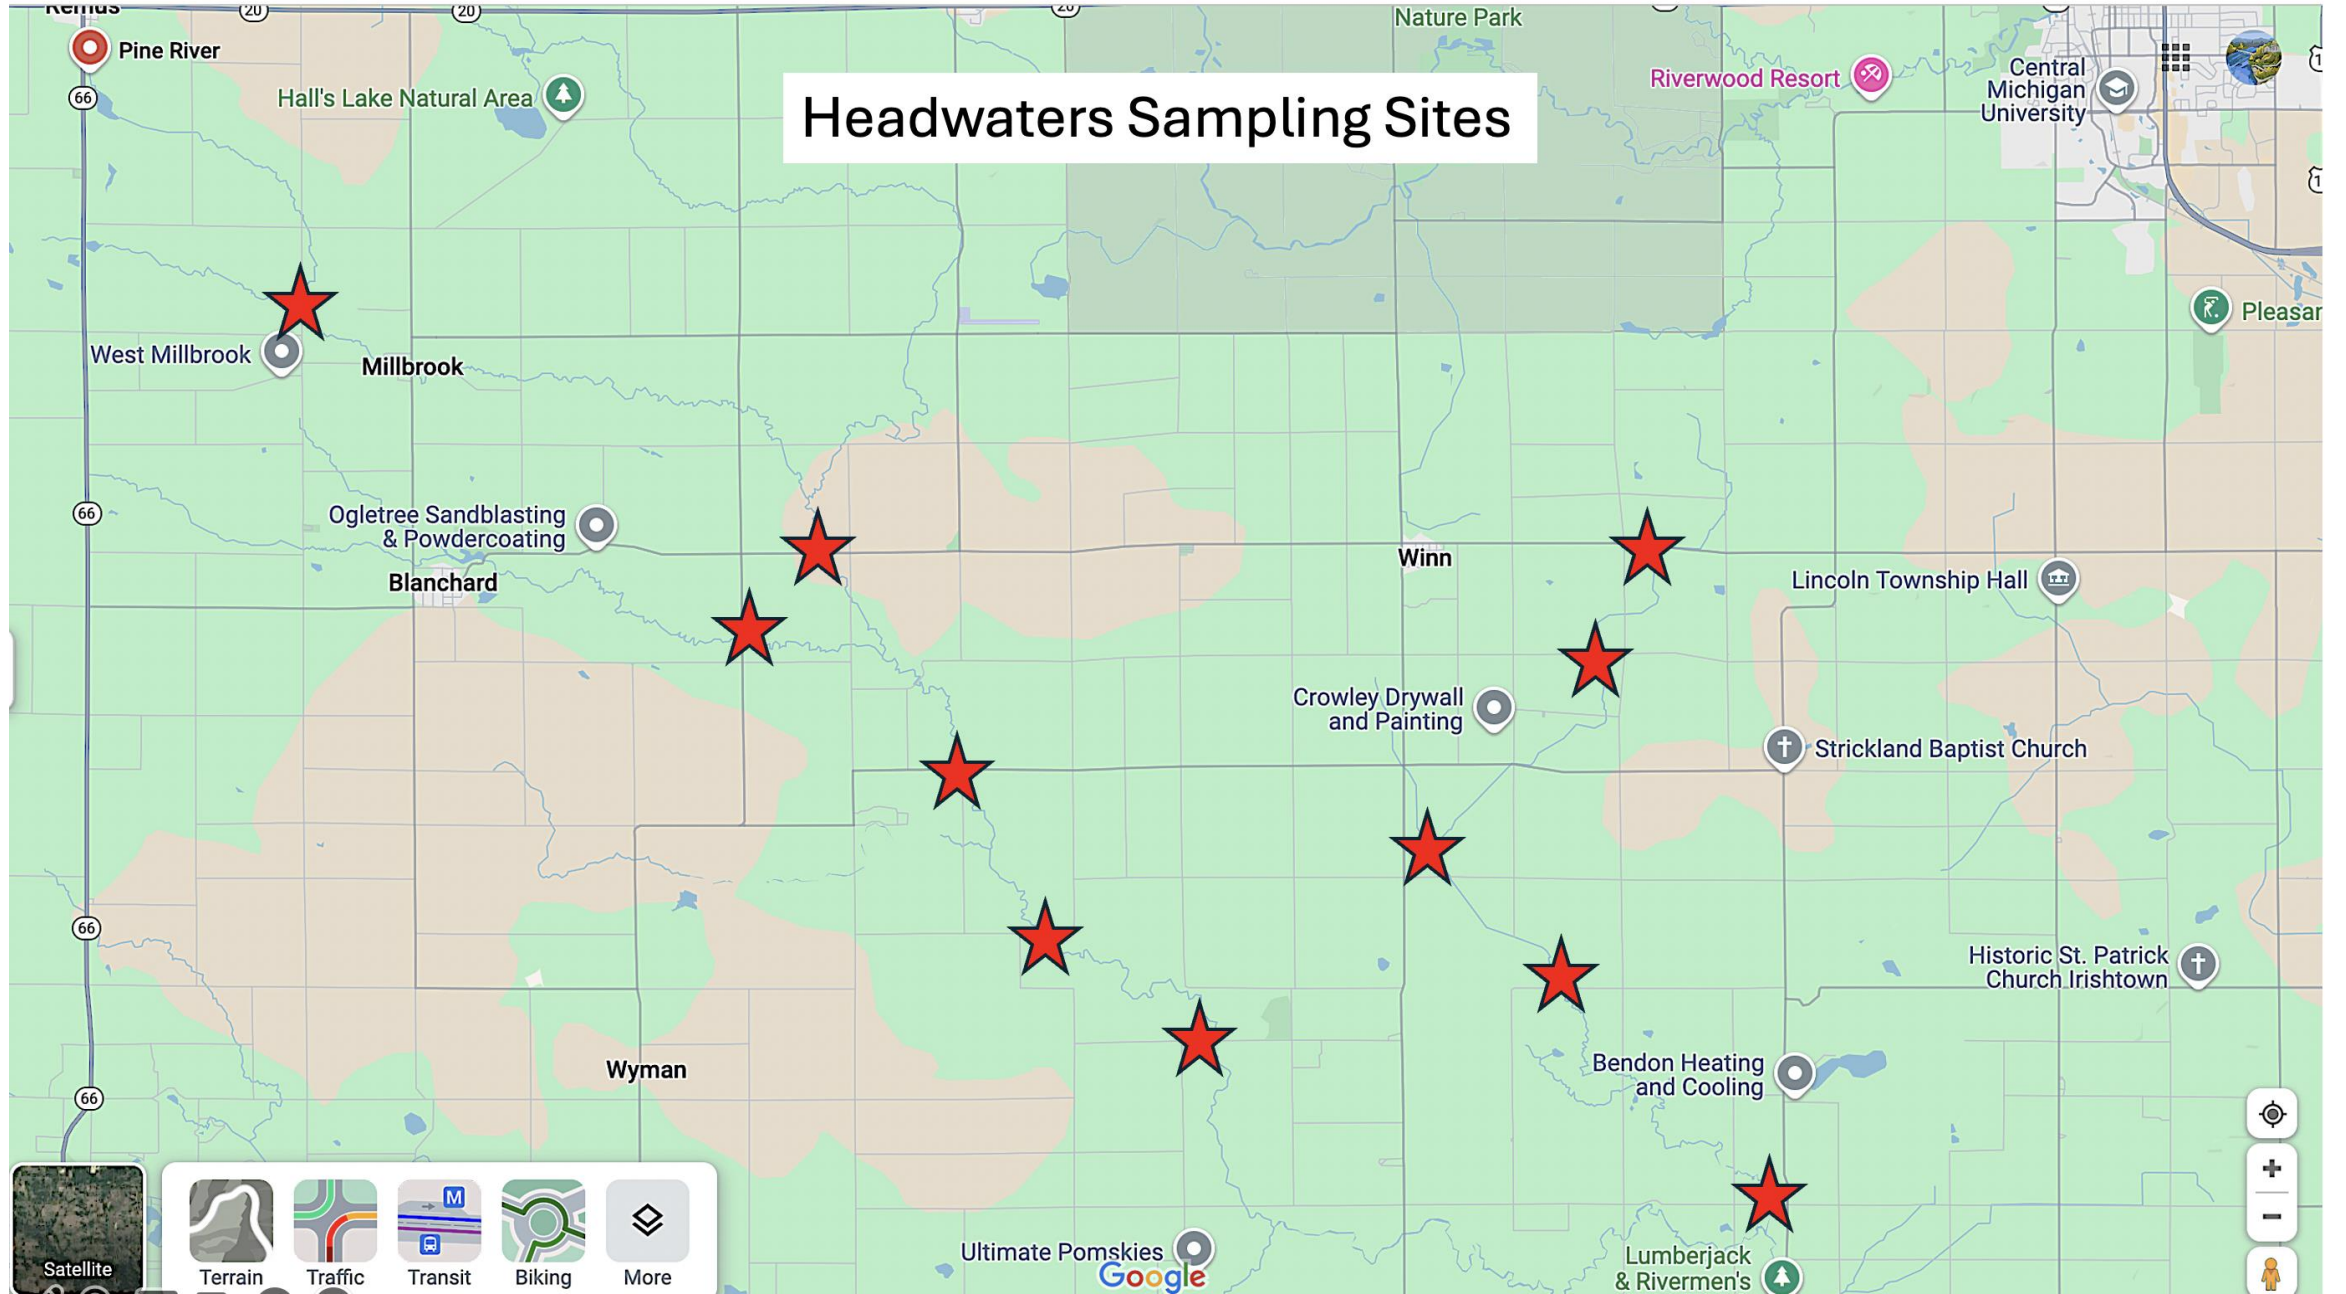 Remus
20
20
20
Nature Park
Pine River
66
Hall's Lake Natural Area
Headwaters Sampling Sites
Riverwood Resort
Central
Michigan
University
West Millbrook
Millbrook
Pleasan
66
Ogletree Sandblasting
& Powdercoating
Blanchard
Winn
Lincoln Township Hall
Crowley Drywall
and Painting
Strickland Baptist Church
66
Historic St. Patrick
Church Irishtown
Wyman
Bendon Heating
and Cooling
66
Satellite
M
Terrain
Traffic
Transit
Biking
More
Ultimate Pomskies
Google
Lumberjack
& Rivermen's